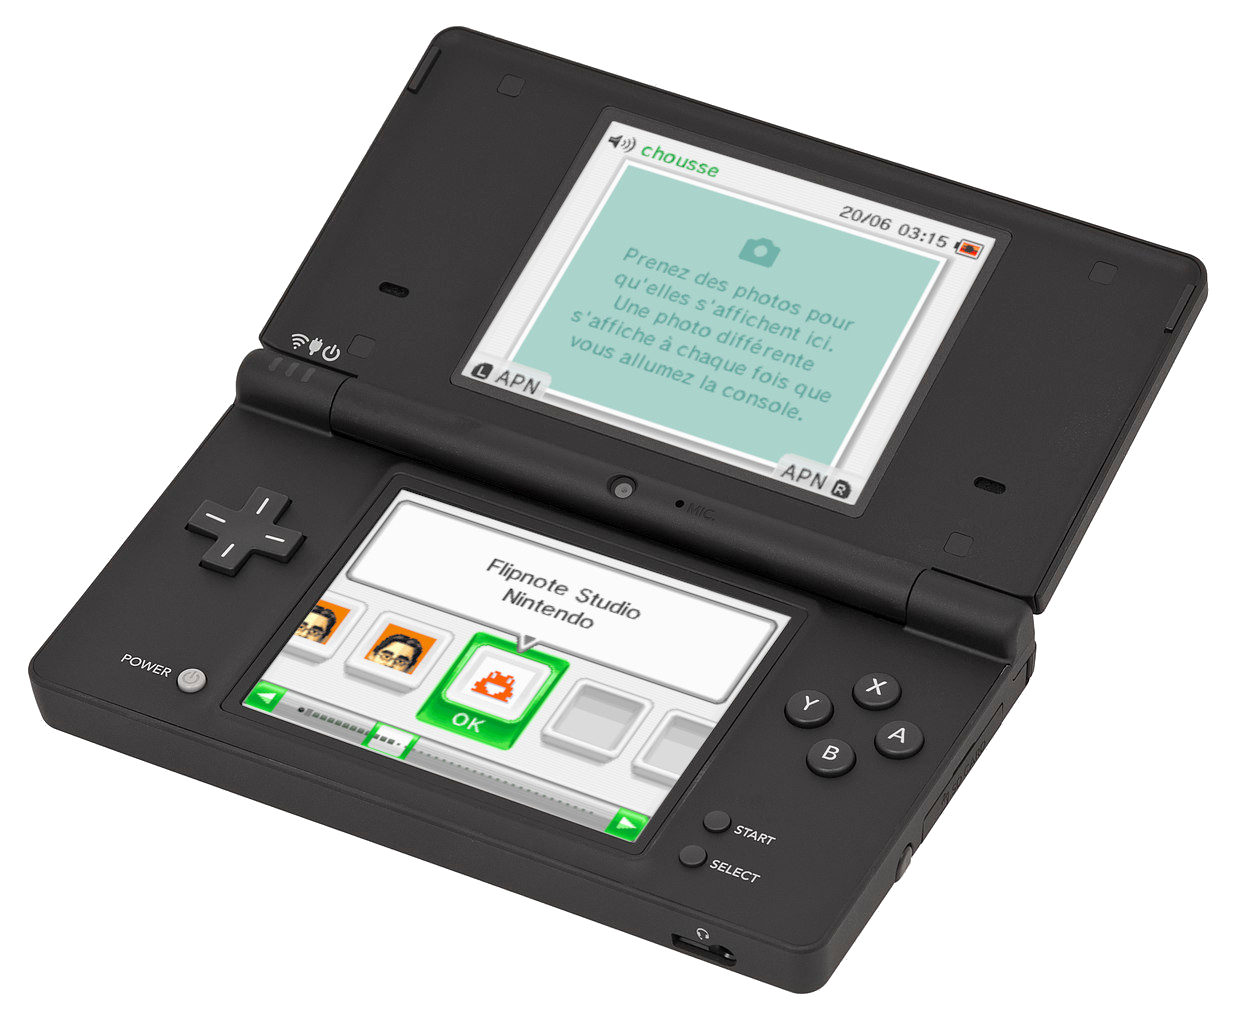 chousse
20/06 03:15
Prenez des photos pour
qu'elles s'affichent ici.
Une photo différente
s'affiche à chaque fois que
vous allumez la console.
L APN
APN R
MIC.
Flipnote Studio
Nintendo
OK
POWER
X
Y
A
B
START
SELECT